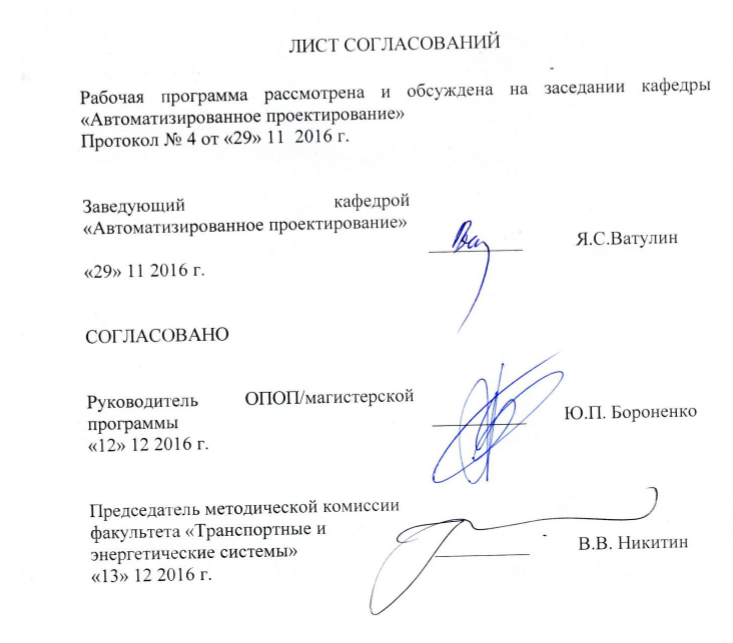 ЛИСТ СОГЛАСОВАНИЙ
Рабочая программа рассмотрена и обсуждена на заседании кафедры
«Автоматизированное проектирование»
Протокол № 4 от «29» 11 2016 г.
Заведующий кафедрой
«Автоматизированное проектирование»
Я.С.Ватулин
«29» 11 2016 г.
СОГЛАСОВАНО
Руководитель ОПОП/магистерской
программы
Ю.П. Бороненко
«12» 12 2016 г.
Председатель методической комиссии
факультета «Транспортные и
энергетические системы»
В.В. Никитин
«13» 12 2016 г.